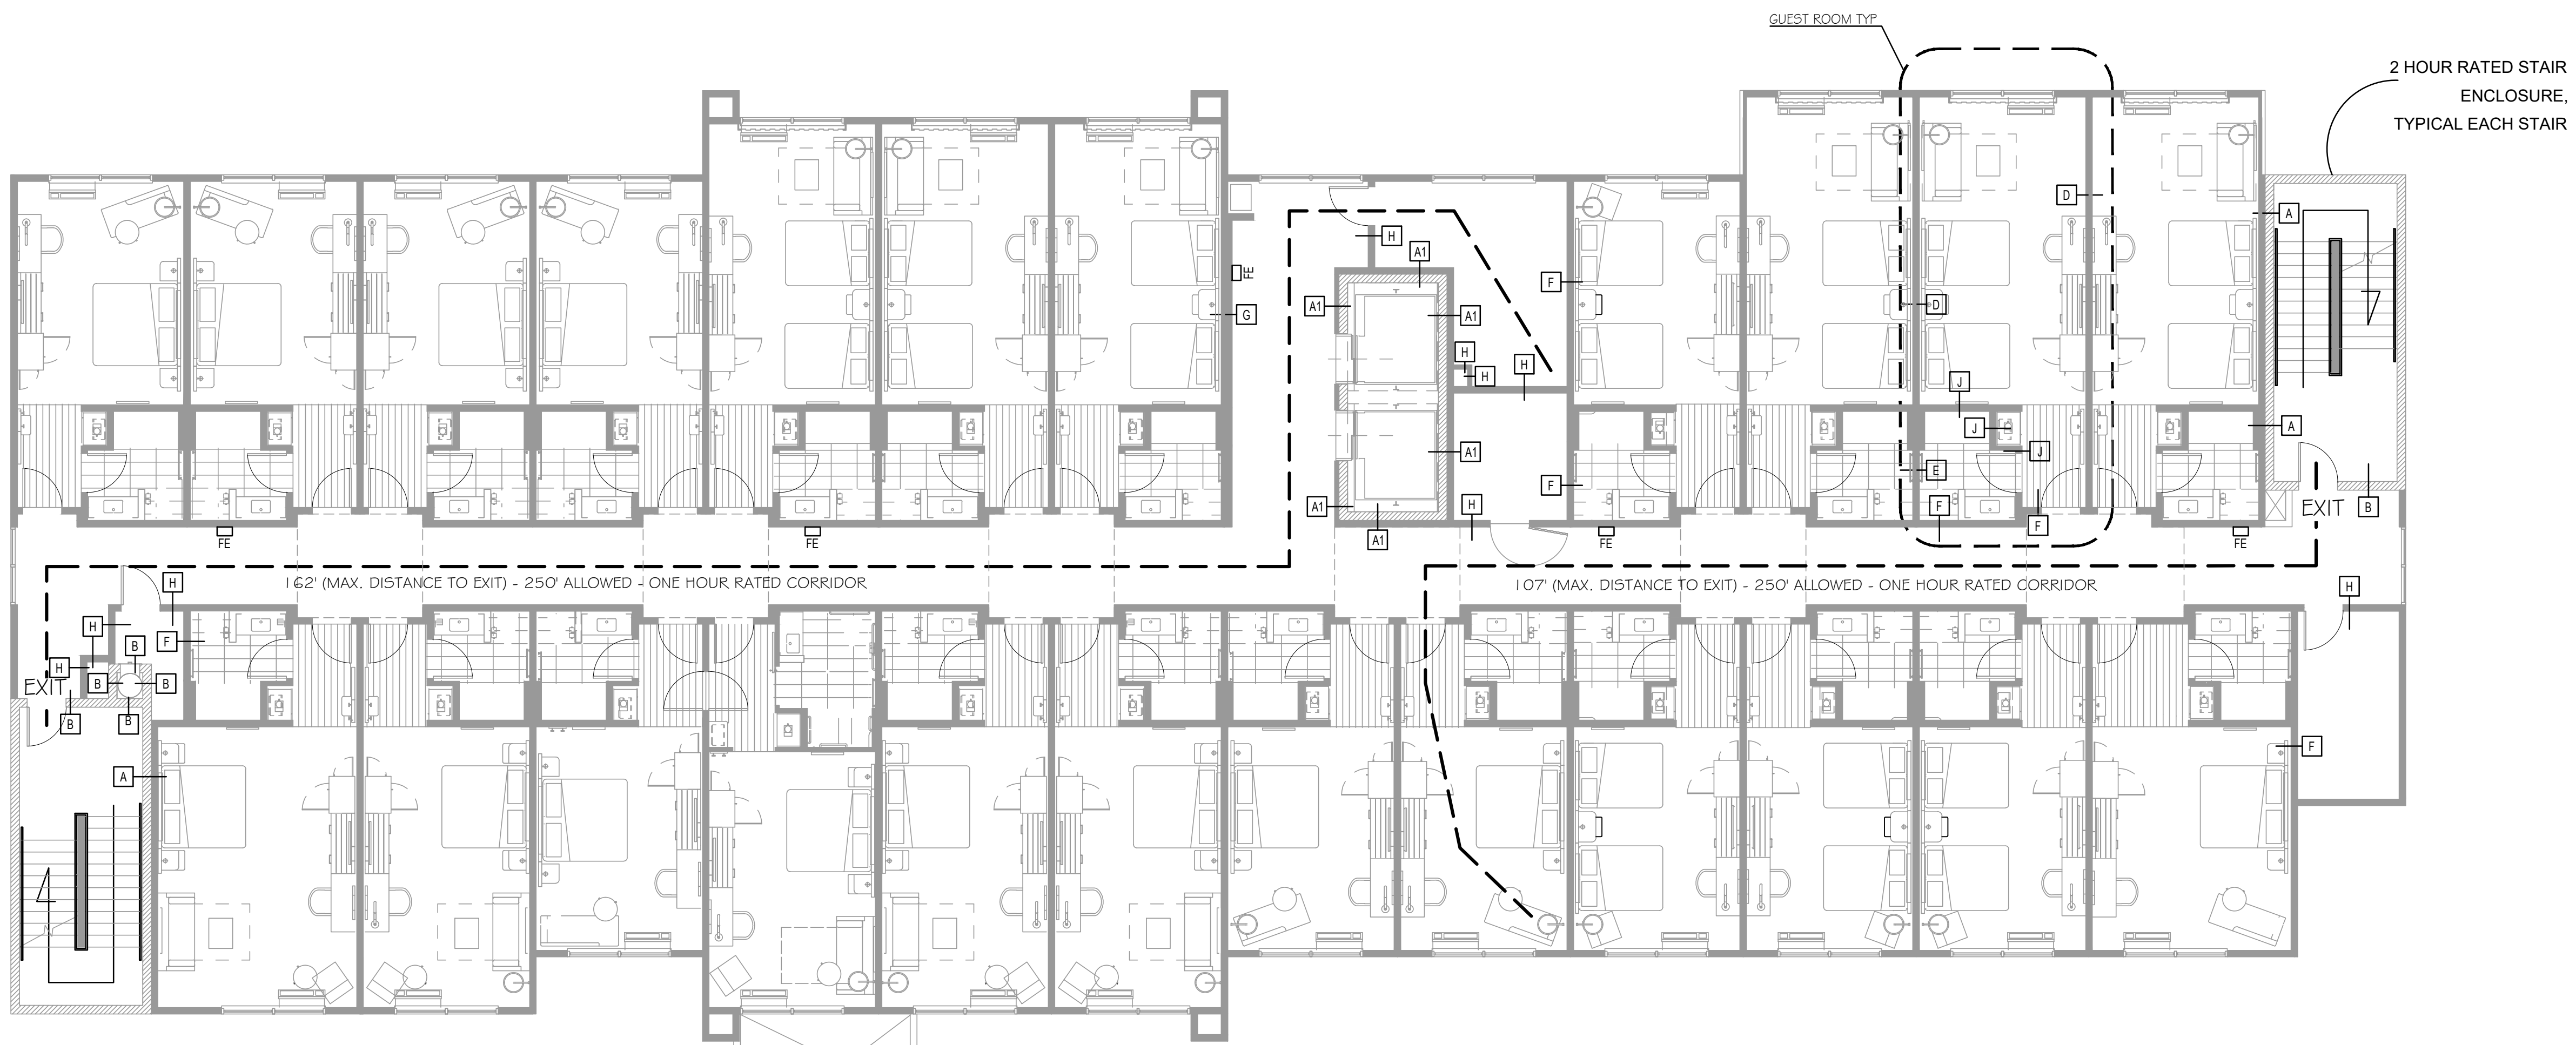 GUEST ROOM TYP
2 HOUR RATED STAIR
ENCLOSURE,
TYPICAL EACH STAIR
D
A
H
A1
FE
F
A1
D
G
A1
H
H
H
J
A
J
A1
J
E
B
F
H
A1
F
EXIT
F
A1
FE
FE
FE
FE
162' (MAX. DISTANCE TO EXIT) - 250' ALLOWED - ONE HOUR RATED CORRIDOR
107' (MAX. DISTANCE TO EXIT) - 250' ALLOWED - ONE HOUR RATED CORRIDOR
H
H
H
F
B
H
EXIT
B
B
B
B
F
A